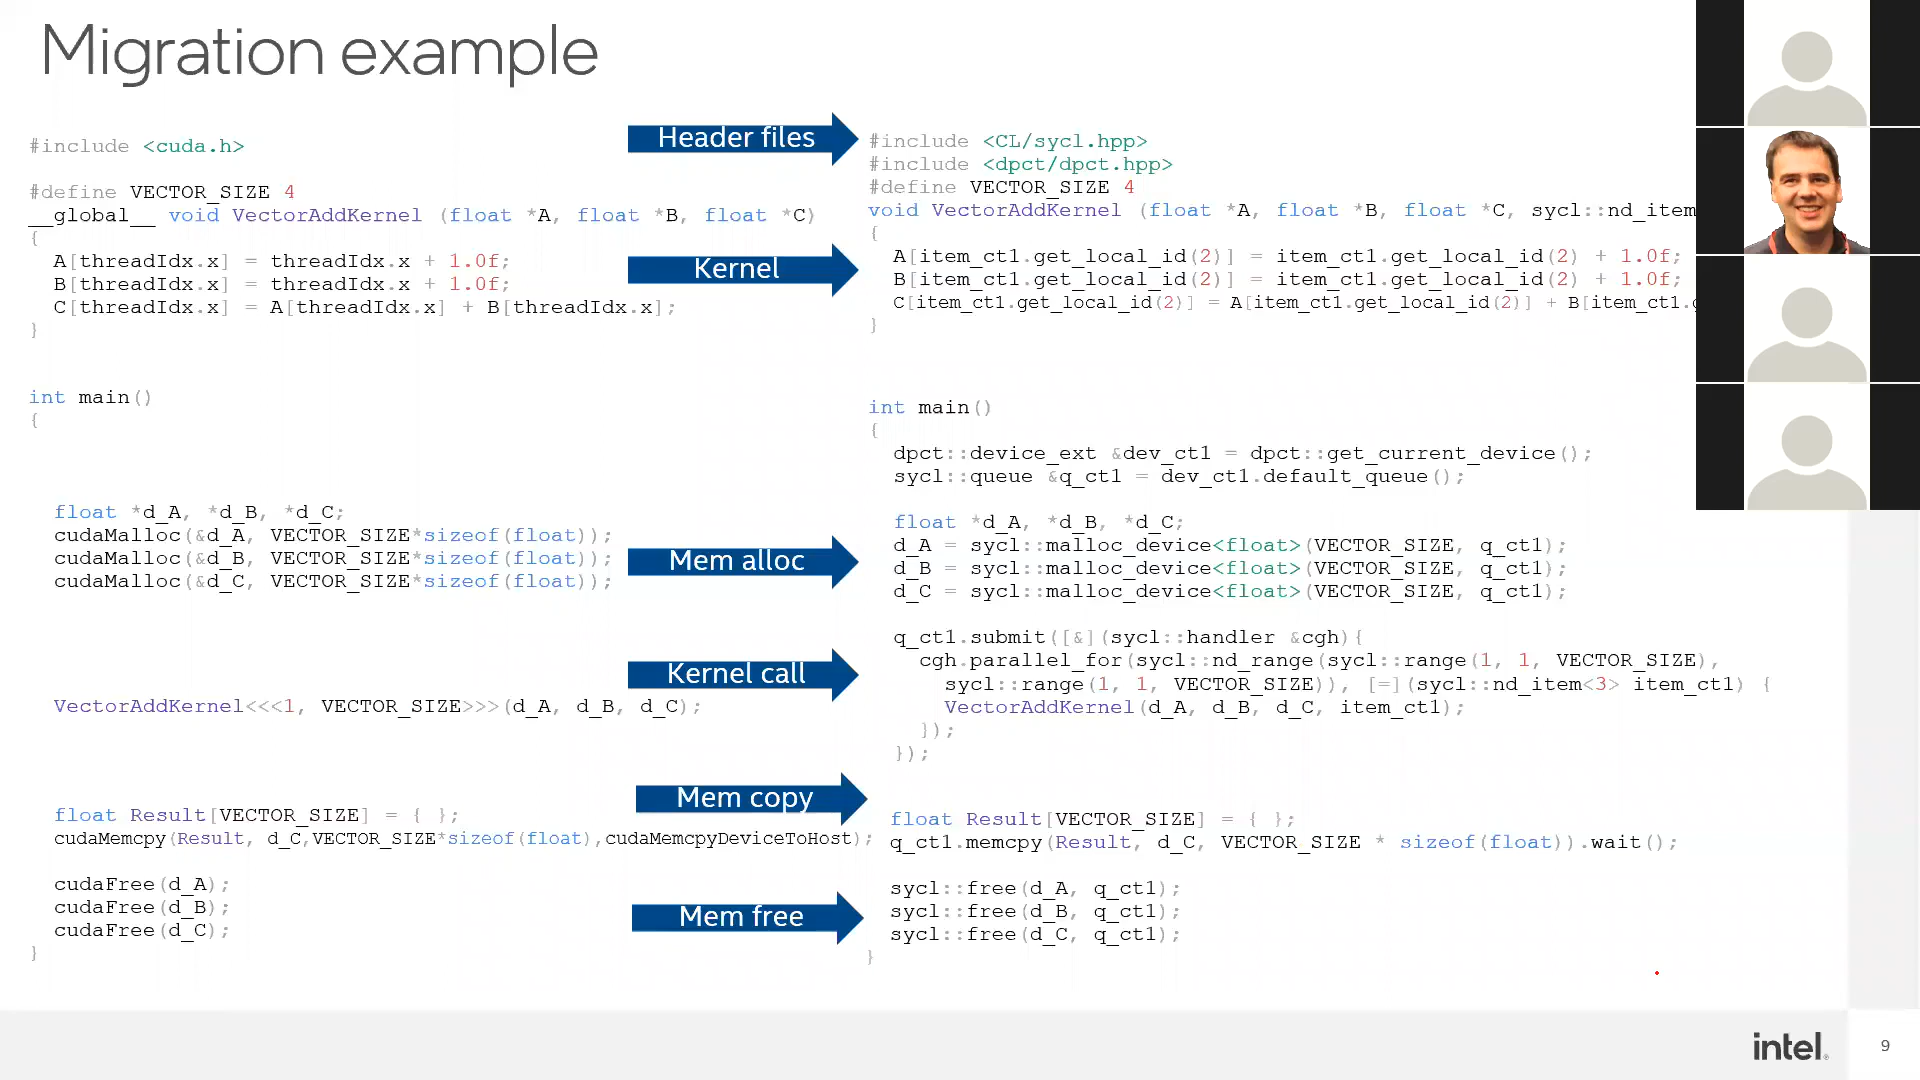 Migration example
#include <cuda.h>
#define VECTOR_SIZE 4
__global__ void VectorAddKernel (float *A, float *B, float *C)
{
A[threadIdx.x] = threadIdx.x + 1.0f;
B[threadIdx.x] = threadIdx.x + 1.0f;
C[threadIdx.x] = A[threadIdx.x] + B[threadIdx.x];
}
int main()
{
float *d_A, *d_B, *d_C;
cudaMalloc(&d_A, VECTOR_SIZE*sizeof(float));
cudaMalloc(&d_B, VECTOR_SIZE*sizeof(float));
cudaMalloc(&d_C, VECTOR_SIZE*sizeof(float));
VectorAddKernel<<<1, VECTOR_SIZE>>>(d_A, d_B, d_C);
float Result[VECTOR_SIZE] = { };
cudaMemcpy(Result, d_C,VECTOR_SIZE*sizeof(float),cudaMemcpyDeviceToHost);
cudaFree(d_A);
cudaFree(d_B);
cudaFree(d_C);
}
Header files
Kernel
Mem alloc
Kernel call
Mem copy
Mem free
#include <CL/sycl.hpp>
#include <dpct/dpct.hpp>
#define VECTOR_SIZE 4
void VectorAddKernel (float *A, float *B, float *C, sycl::nd_item
{
A[item_ct1.get_local_id(2)] = item_ct1.get_local_id(2) + 1.0f;
B[item_ct1.get_local_id(2)] = item_ct1.get_local_id(2) + 1.0f;
C[item_ct1.get_local_id(2)] = A[item_ct1.get_local_id(2)] + B[item_ct1.
}
int main()
{
dpct::device_ext &dev_ct1 = dpct::get_current_device();
sycl::queue &q_ct1 = dev_ct1.default_queue();
float *d_A, *d_B, *d_C;
d_A = sycl::malloc_device<float>(VECTOR_SIZE, q_ct1);
d_B = sycl::malloc_device<float>(VECTOR_SIZE, q_ct1);
d_C = sycl::malloc_device<float>(VECTOR_SIZE, q_ct1);
q_ct1.submit([&](sycl::handler &cgh){
cgh.parallel_for(sycl::nd_range(sycl::range(1, 1, VECTOR_SIZE),
sycl::range(1, 1, VECTOR_SIZE)), [=](sycl::nd_item<3> item_ct1) {
VectorAddKernel(d_A, d_B, d_C, item_ct1);
});
});
float Result[VECTOR_SIZE] = { };
q_ct1.memcpy(Result, d_C, VECTOR_SIZE * sizeof(float)).wait();
sycl::free(d_A, q_ct1);
sycl::free(d_B, q_ct1);
sycl::free(d_C, q_ct1);
}
intel.
9